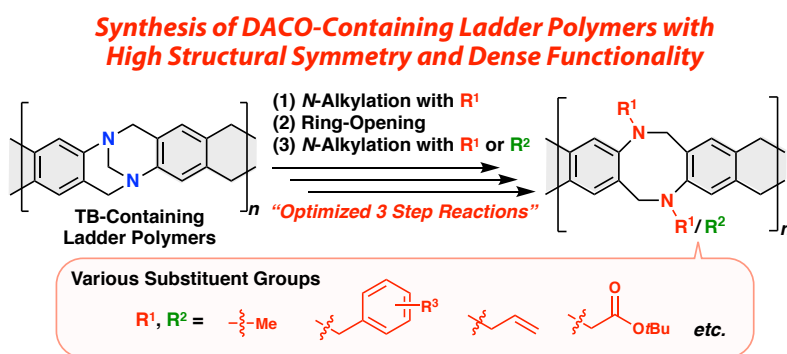 Synthesis of DACO-Containing Ladder Polymers with
High Structural Symmetry and Dense Functionality
N
N
n
TB-Containing
Ladder Polymers
(1) N-Alkylation with R1
(2) Ring-Opening
(3) N-Alkylation with R1 or R2
“Optimized 3 Step Reactions”
R1
N
N
R1/R2
n
Various Substituent Groups
R1, R2 =
Me
R3
O
OtBu
etc.